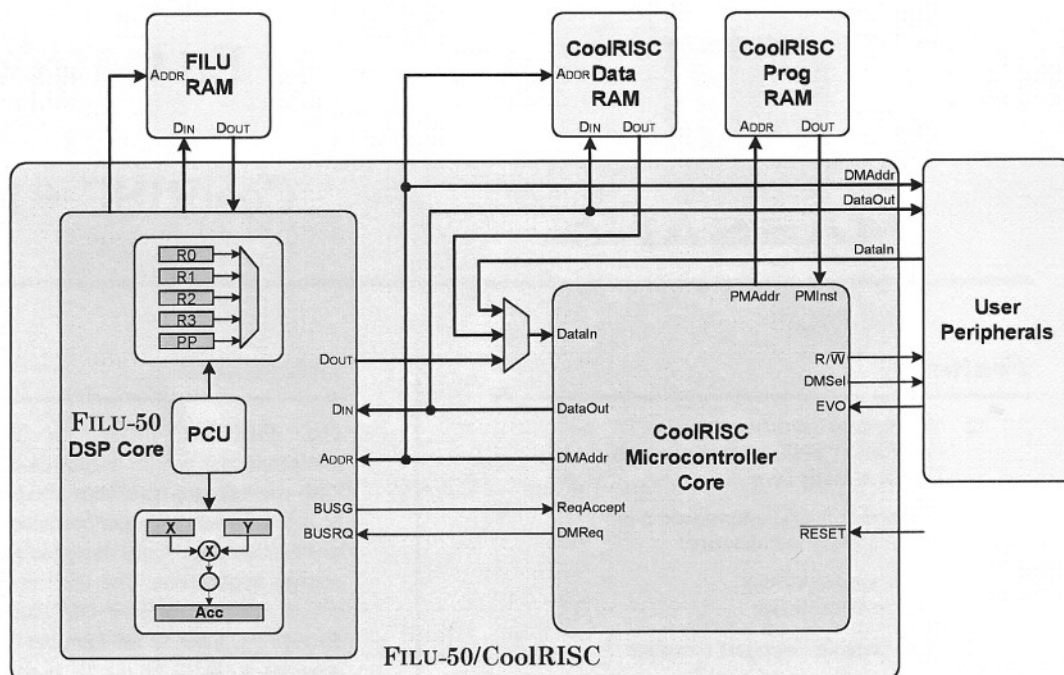 FILU
RAM
ADDR
DIN
DOUT
CoolRISC
Data
RAM
ADDR
DIN
DOUT
CoolRISC
Prog
RAM
ADDR
DOUT
DMAddr
DataOut
DataIn
User
Peripherals
R0
R1
R2
R3
PP
FILU-50
DSP Core
PCU
X
Y
X
Acc
DOUT
DIN
ADDR
BUSG
BUSRQ
PMAddr
PMInst
DataIn
DataOut
DMAddr
ReqAccept
DMReq
CoolRISC
Microcontroller
Core
R/W̅
DMSel
EVO
R̅E̅S̅E̅T̅
FILU-50/CoolRISC